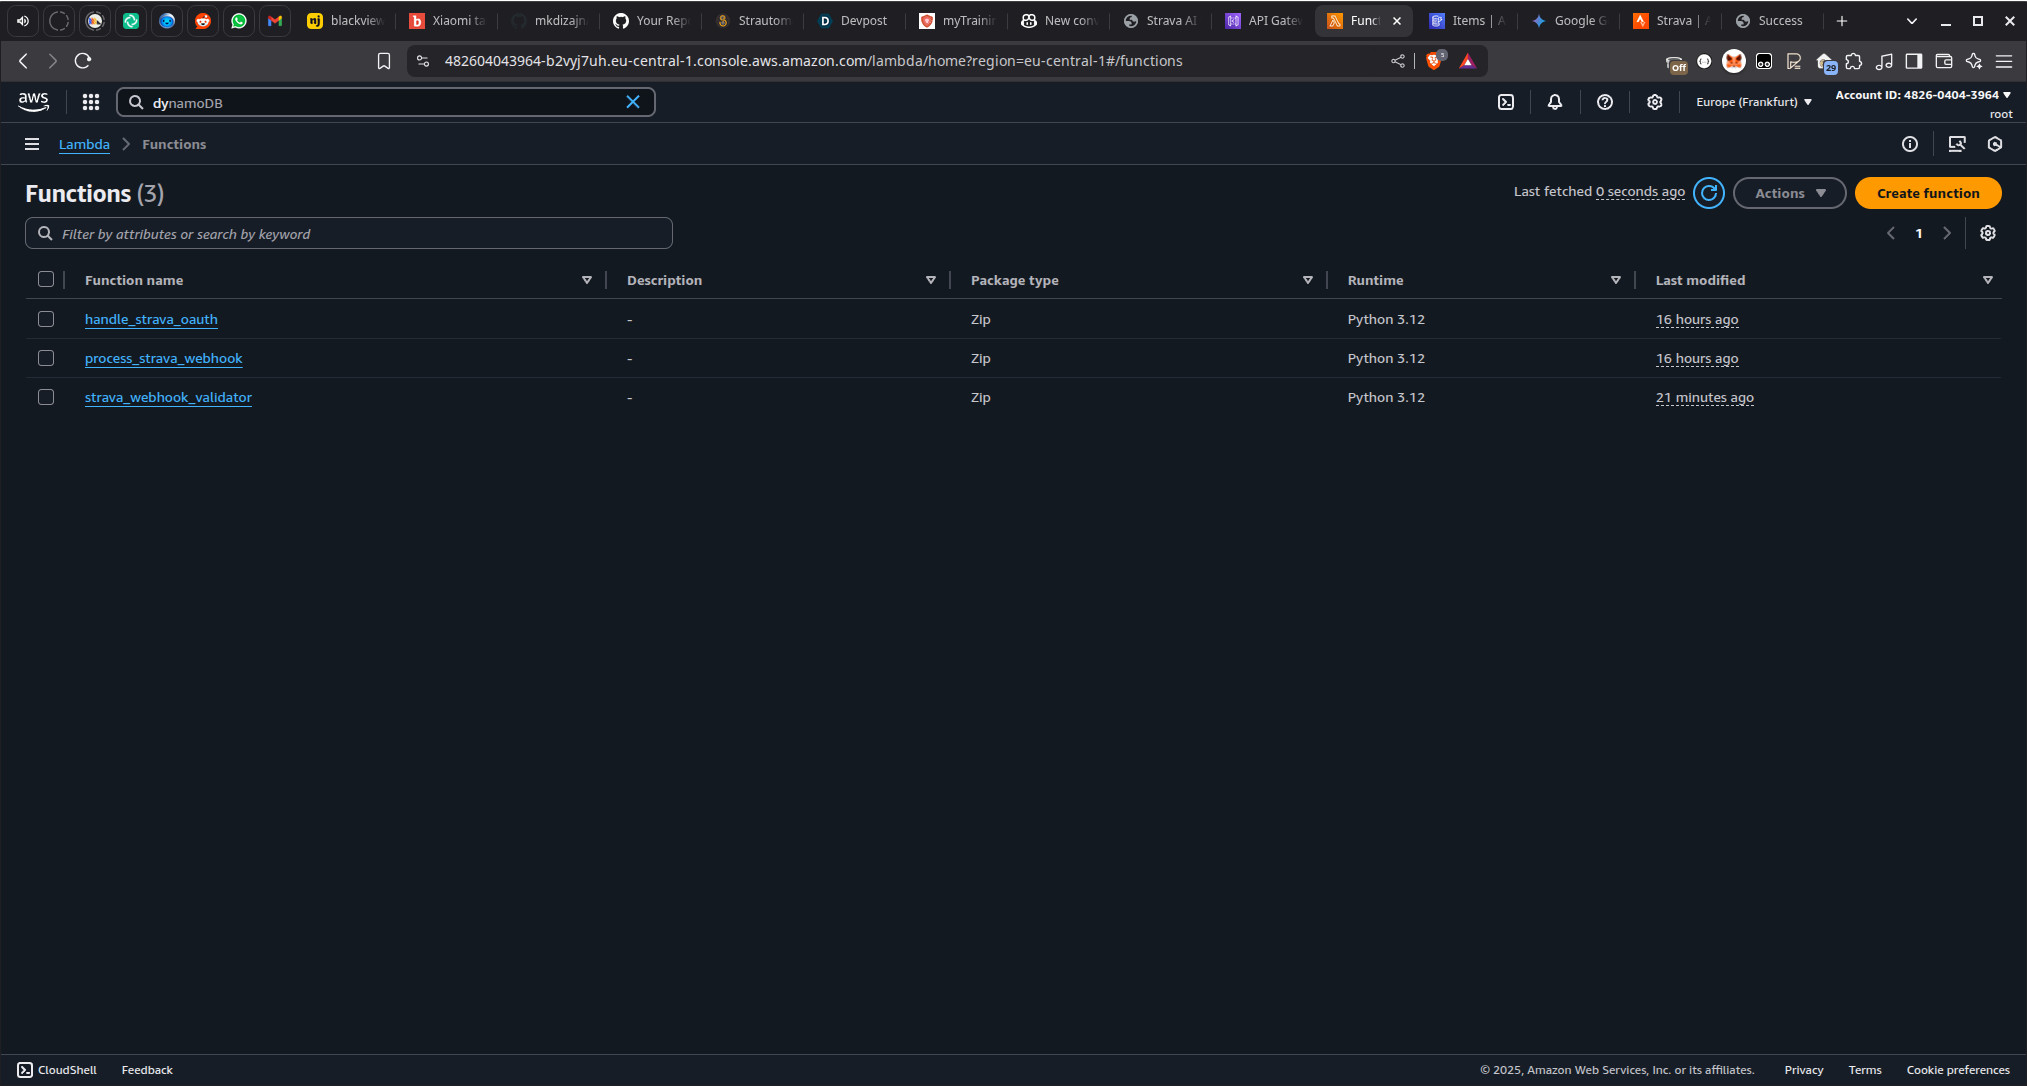 blackview
Xiaomi ta
mkdizajn
Your Rep
Strautom
Devpost
myTrainin
New conv
Strava AI
API Gatew
Funct
Items | A
Google G
Strava | A
Success
482604043964-b2vyj7uh.eu-central-1.console.aws.amazon.com/lambda/home?region=eu-central-1#/functions
5
Off
29
aws
dynamoDB
Europe (Frankfurt)
Account ID: 4826-0404-3964
root
Lambda
Functions
Functions (3)
Last fetched 0 seconds ago
Actions
Create function
Filter by attributes or search by keyword
1
Function name Description Package type Runtime Last modified
handle_strava_oauth - Zip Python 3.12 16 hours ago
process_strava_webhook - Zip Python 3.12 16 hours ago
strava_webhook_validator - Zip Python 3.12 21 minutes ago
CloudShell Feedback © 2025, Amazon Web Services, Inc. or its affiliates. Privacy Terms Cookie preferences